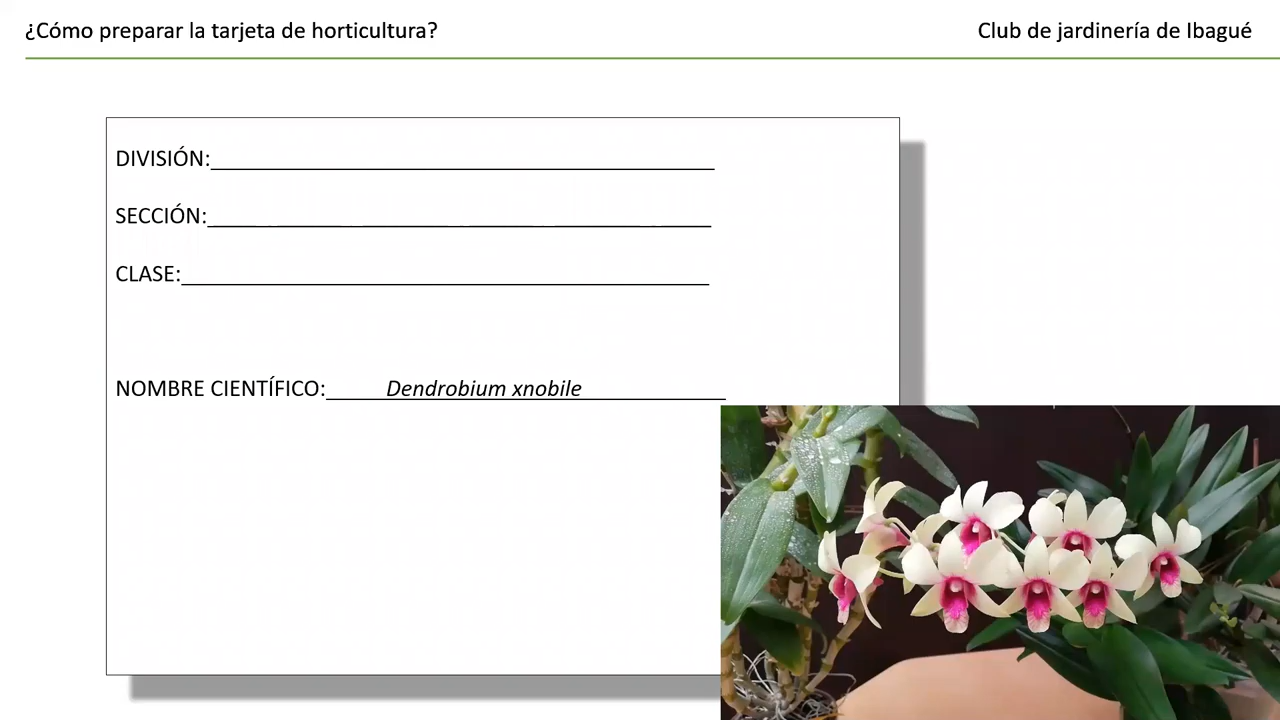 ¿Cómo preparar la tarjeta de horticultura?
Club de jardinería de Ibagué
DIVISIÓN:
SECCIÓN:
CLASE:
NOMBRE CIENTÍFICO: Dendrobium xnobile